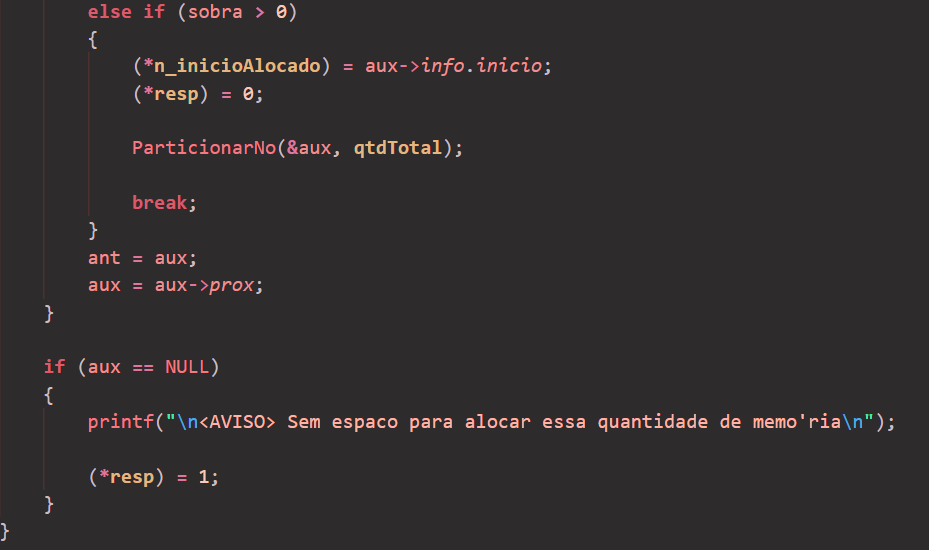 else if (sobra > 0)
{
(*n_inicioAlocado) = aux->info.inicio;
(*resp) = 0;
ParticionarNo(&aux, qtdTotal);
break;
}
ant = aux;
aux = aux->prox;
}
if (aux == NULL)
{
printf("\n<AVISO> Sem espaco para alocar essa quantidade de memo'ria\n");
(*resp) = 1;
}
}